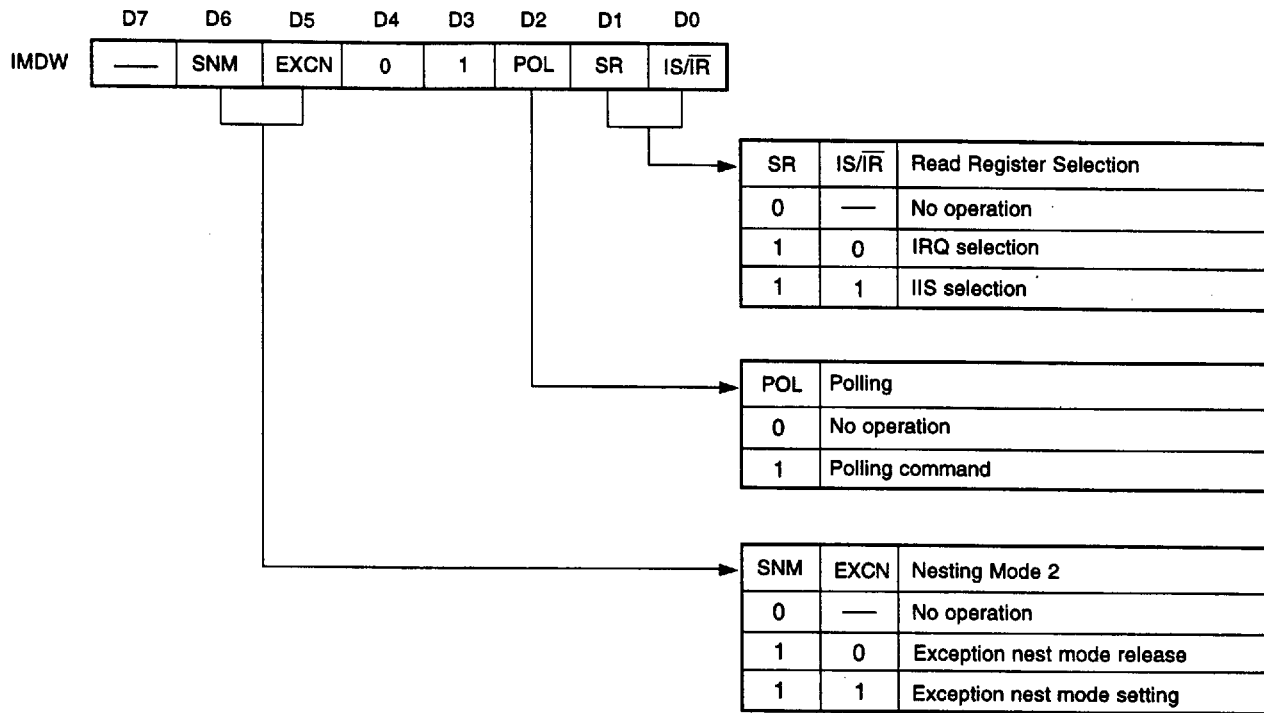 D7 D6 D5 D4 D3 D2 D1 D0
IMDW — SNM EXCN 0 1 POL SR IS/I̅R̅
SR IS/I̅R̅ Read Register Selection
0 — No operation
1 0 IRQ selection
1 1 IIS selection
POL Polling
0 No operation
1 Polling command
SNM EXCN Nesting Mode 2
0 — No operation
1 0 Exception nest mode release
1 1 Exception nest mode setting